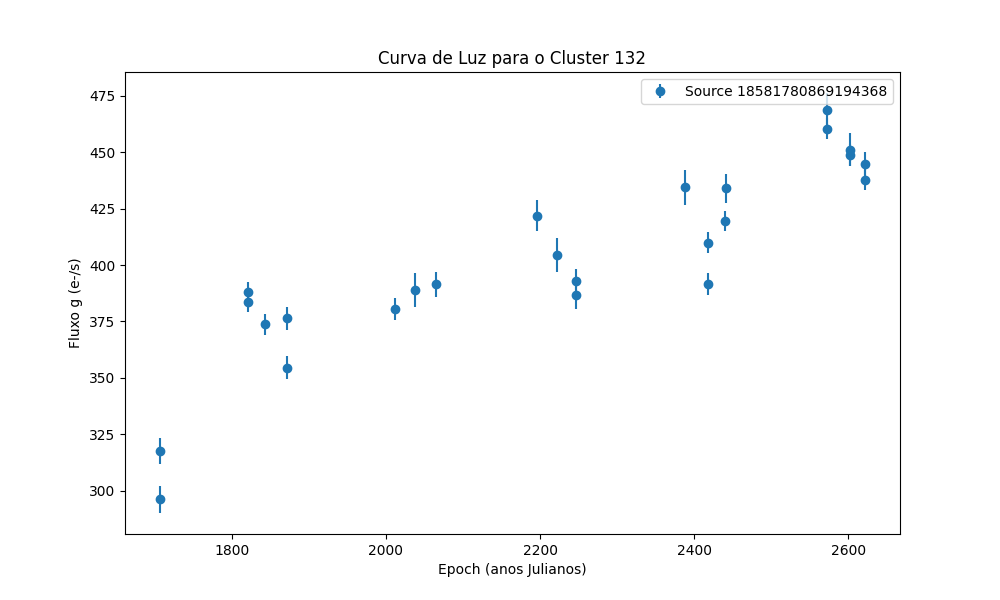 Curva de Luz para o Cluster 132
Source 18581780869194368
475
450
425
400
375
350
325
300
Fluxo g (e-/s)
1800 2000 2200 2400 2600
Epoch (anos Julianos)